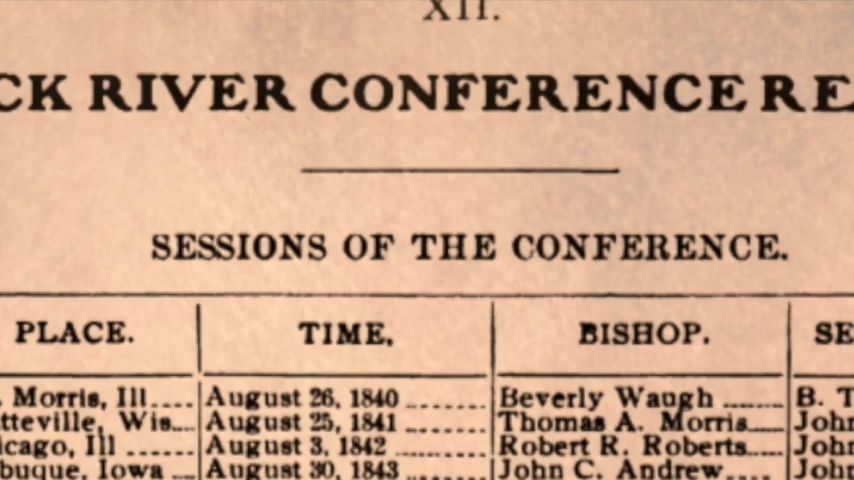 XII.
CK RIVER CONFERENCE RE
SESSIONS OF THE CONFERENCE.
PLACE. TIME. BISHOP. SE
. Morris, Ill.... August 26, 1840 ........ Beverly Waugh ........ B. T
tteville, Wis... August 25, 1841 ........ Thomas A. Morris.... John
icago, Ill ...... August 3, 1842 ......... Robert R. Roberts.... John
buque, Iowa ... August 30, 1843 ........ John C. Andrew.... John